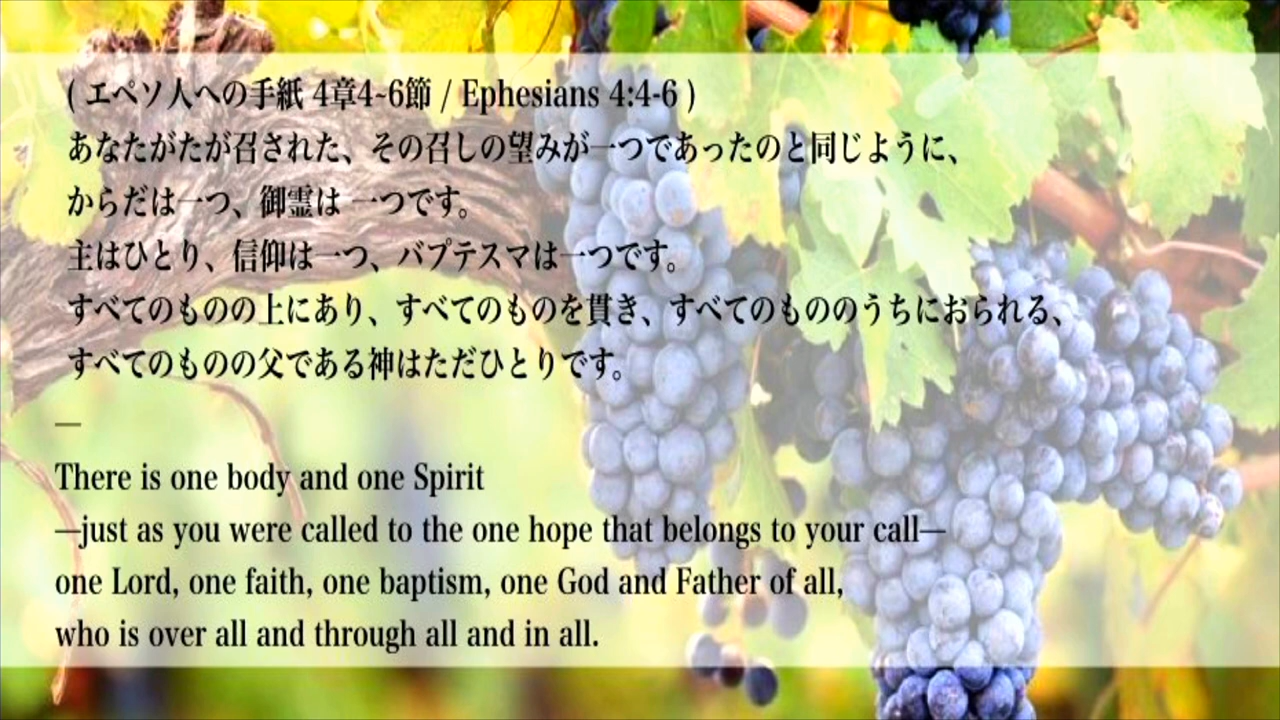 ( エペソ人への手紙 4章4~6節 / Ephesians 4:4-6 )
あなたがたが召された、その召しの望みが一つであったのと同じように、
からだは一つ、御霊は 一つです。
主はひとり、信仰は一つ、バプテスマは一つです。
すべてのものの上にあり、すべてのものを貫き、すべてのもののうちにおられる、
すべてのものの父である神はただひとりです。
—
There is one body and one Spirit
—just as you were called to the one hope that belongs to your call—
one Lord, one faith, one baptism, one God and Father of all,
who is over all and through all and in all.